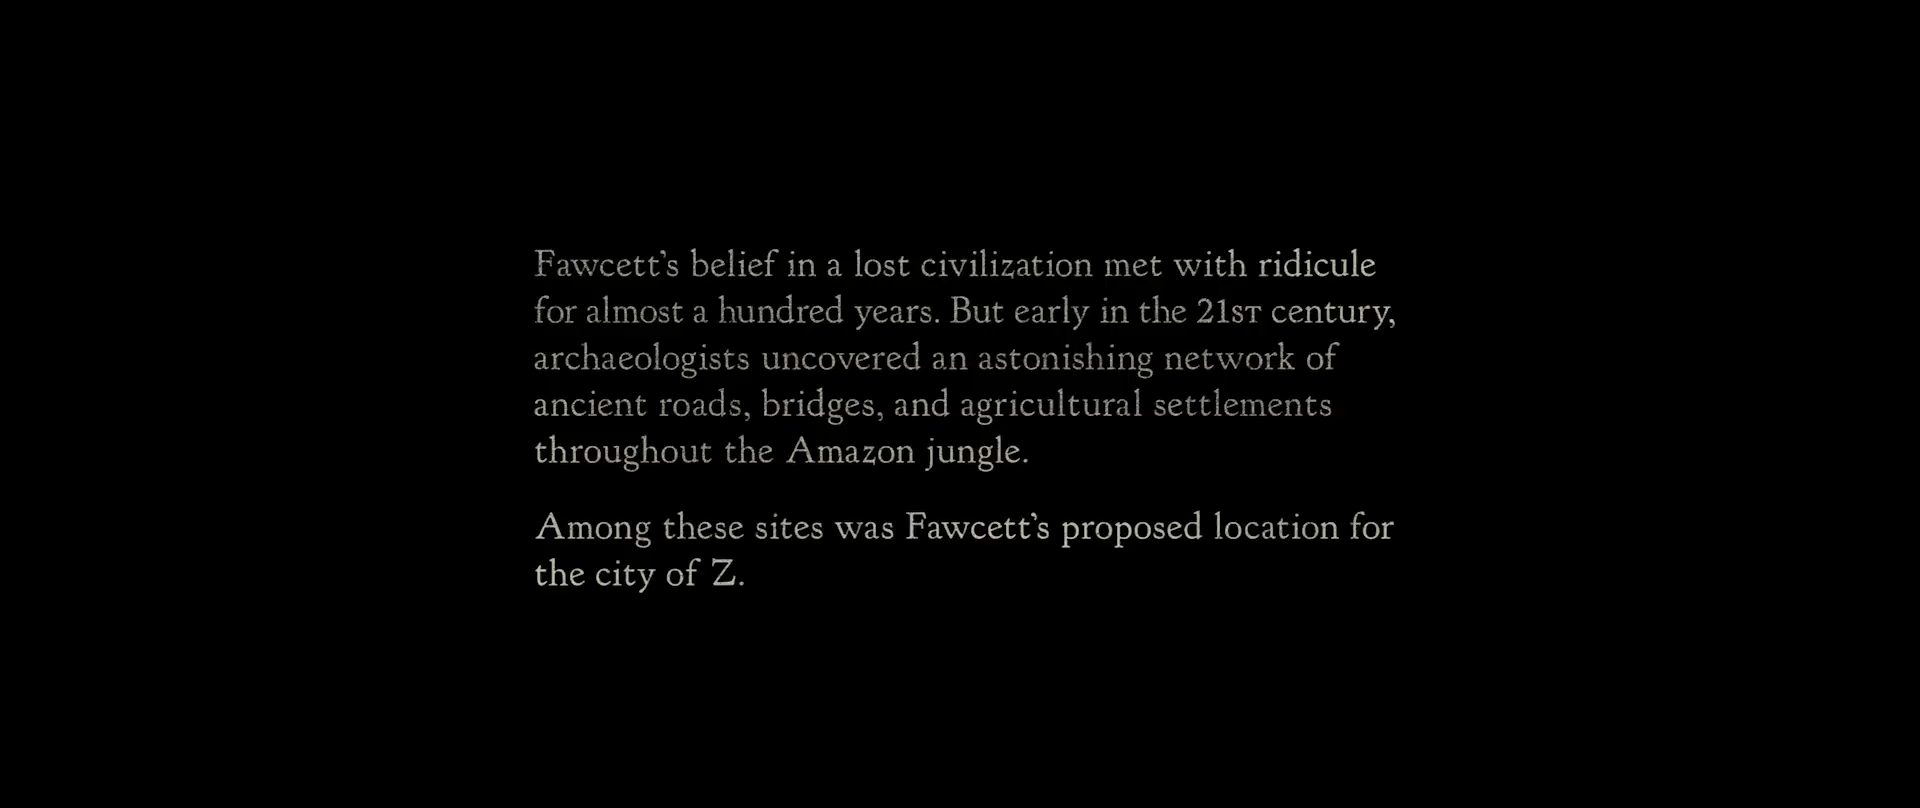 Fawcett's belief in a lost civilization met with ridicule
for almost a hundred years. But early in the 21ST century,
archaeologists uncovered an astonishing network of
ancient roads, bridges, and agricultural settlements
throughout the Amazon jungle.
Among these sites was Fawcett's proposed location for
the city of Z.